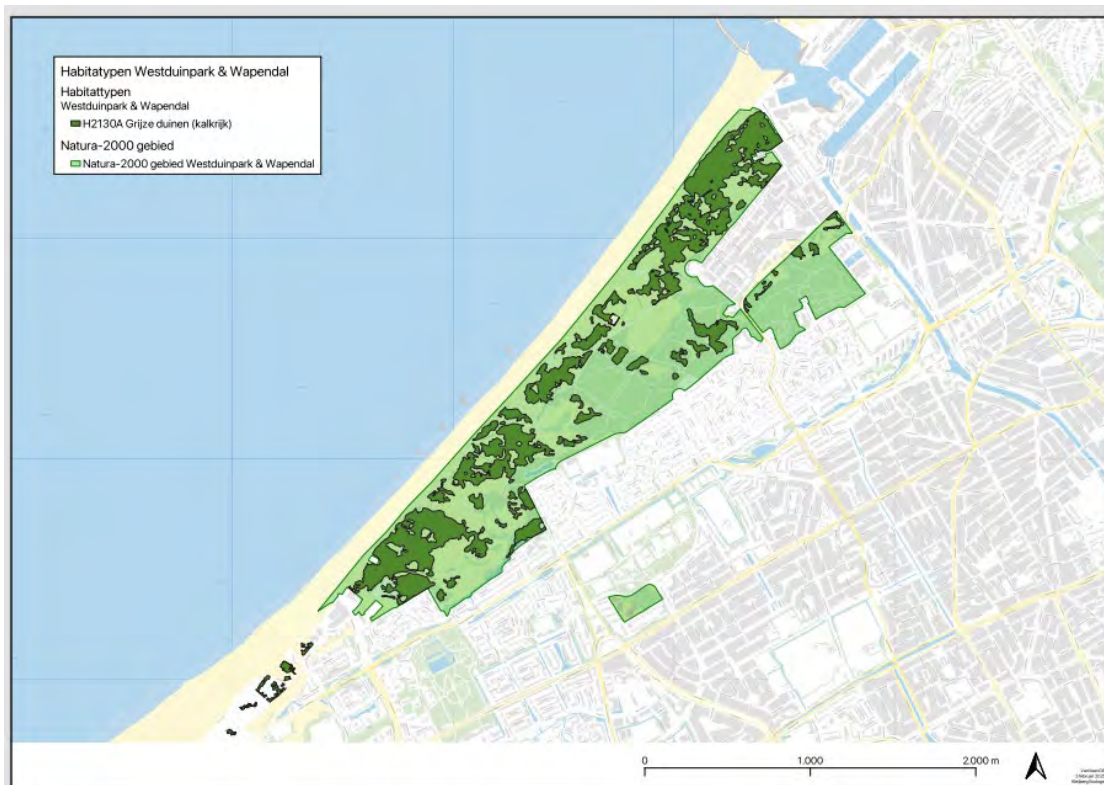 Habitatypen Westduinpark & Wapendal
Habitattypen
Westduinpark & Wapendal
H2130A Grijze duinen (kalkrijk)
Natura-2000 gebied
Natura-2000 gebied Westduinpark & Wapendal
0 1.000 2.000 m